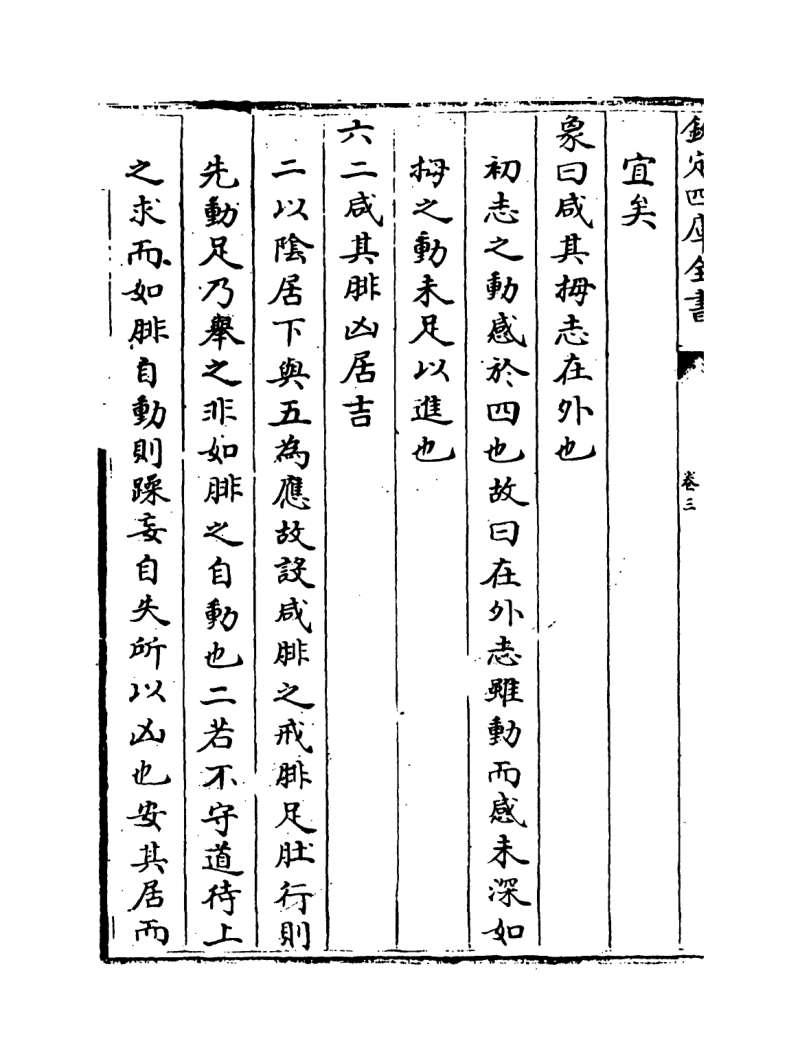 欽定四庫全書
卷三
宜矣
象曰咸其拇志在外也
初志之動感於四也故曰在外志雖動而感未深如
拇之動未足以進也
六二咸其腓凶居吉
二以陰居下與五為應故設咸腓之戒腓足肚行則
先動足乃舉之非如腓之自動也二若不守道待上
之求而如腓自動則躁妄自失所以凶也安其居而